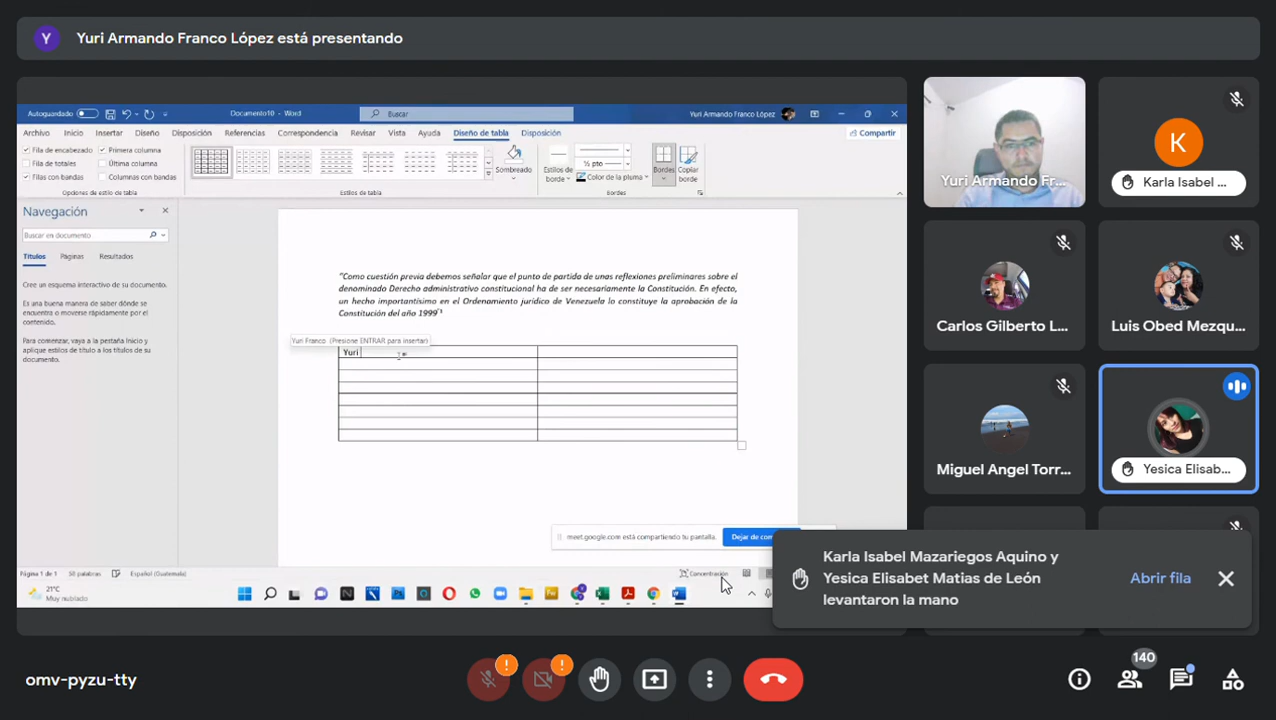 Y
Yuri Armando Franco López está presentando
Autoguardado
Documento10 - Word
Buscar
Yuri Armando Franco López
Archivo Inicio Insertar Diseño Disposición Referencias Correspondencia Revisar Vista Ayuda Diseño de tabla Disposición
Compartir
Fila de encabezado
Primera columna
Fila de totales
Última columna
Filas con bandas
Columnas con bandas
Opciones de estilo de tabla
Estilos de tabla
Sombreado
Estilos de borde
½ pto
Color de la pluma
Bordes
Copiar borde
Bordes
Navegación
Buscar en documento
Títulos Páginas Resultados
Cree un esquema interactivo de su documento.
Es una buena manera de saber dónde se
encuentra o moverse rápidamente por el
contenido.
Para comenzar, vaya a la pestaña Inicio y
aplique estilos de título a los títulos de su
documento.
"Como cuestión previa debemos señalar que el punto de partida de unas reflexiones preliminares sobre el
denominado Derecho administrativo constitucional ha de ser necesariamente la Constitución. En efecto,
un hecho importantísimo en el Ordenamiento jurídico de Venezuela lo constituye la aprobación de la
Constitución del año 1999"¹
Yuri Franco (Presione ENTRAR para insertar)
Yuri
meet.google.com está compartiendo tu pantalla.
Dejar de com
Página 1 de 1
50 palabras
Español (Guatemala)
Concentración
21°C
Muy nublado
Yuri Armando Fr...
K
Karla Isabel ...
Carlos Gilberto L...
Luis Obed Mezqu...
Miguel Angel Torr...
Yesica Elisab...
Karla Isabel Mazariegos Aquino y
Yesica Elisabet Matias de León
levantaron la mano
Abrir fila
omv-pyzu-tty
140